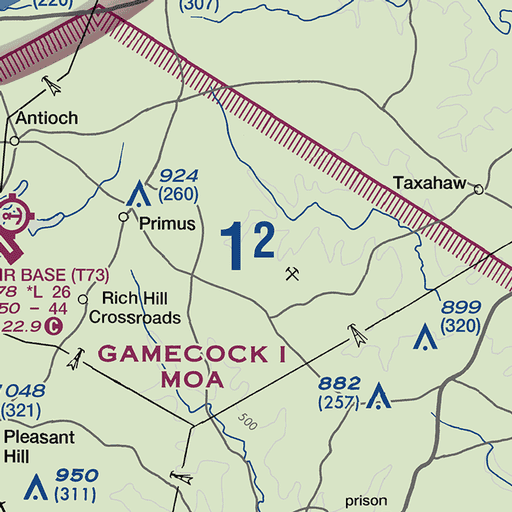 (220)
(307)
Antioch
924
(260)
Taxahaw
Primus
12
IR BASE (T73)
78 *L 26
50 - 44
22.9 C
Rich Hill
Crossroads
899
(320)
GAMECOCK I
MOA
882
(257)
048
(321)
500
Pleasant
Hill
950
(311)
prison